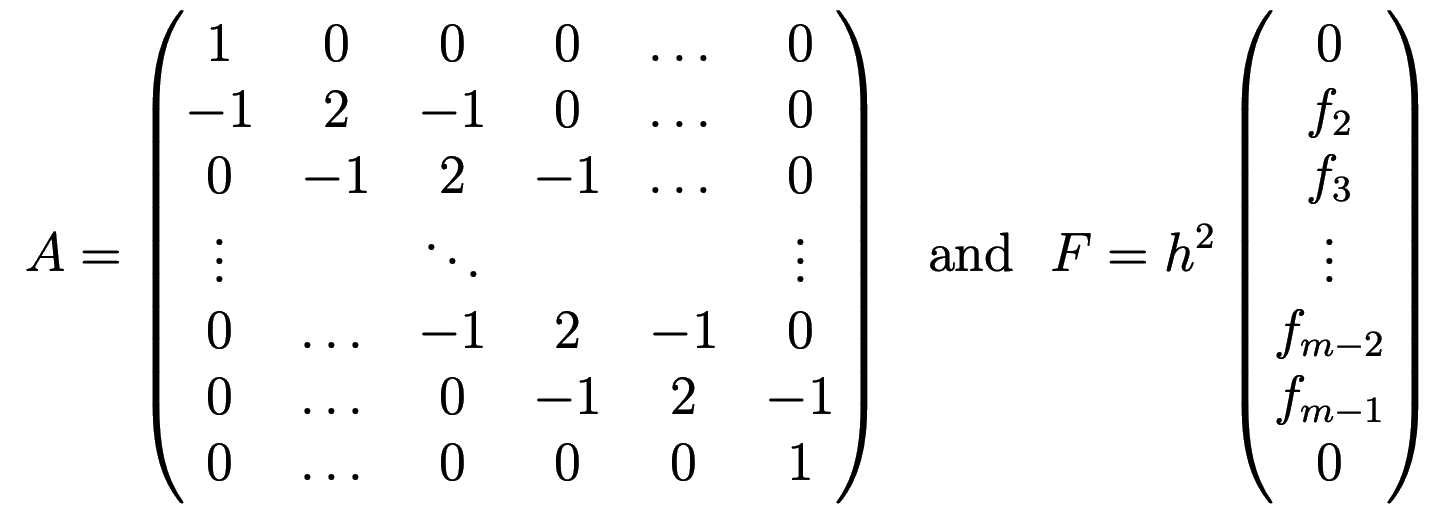 $A = \begin{pmatrix} 1 & 0 & 0 & 0 & \dots & 0 \\ -1 & 2 & -1 & 0 & \dots & 0 \\ 0 & -1 & 2 & -1 & \dots & 0 \\ \vdots & & \ddots & & & \vdots \\ 0 & \dots & -1 & 2 & -1 & 0 \\ 0 & \dots & 0 & -1 & 2 & -1 \\ 0 & \dots & 0 & 0 & 0 & 1 \end{pmatrix} \text{ and } F = h^2 \begin{pmatrix} 0 \\ f_2 \\ f_3 \\ \vdots \\ f_{m-2} \\ f_{m-1} \\ 0 \end{pmatrix}$